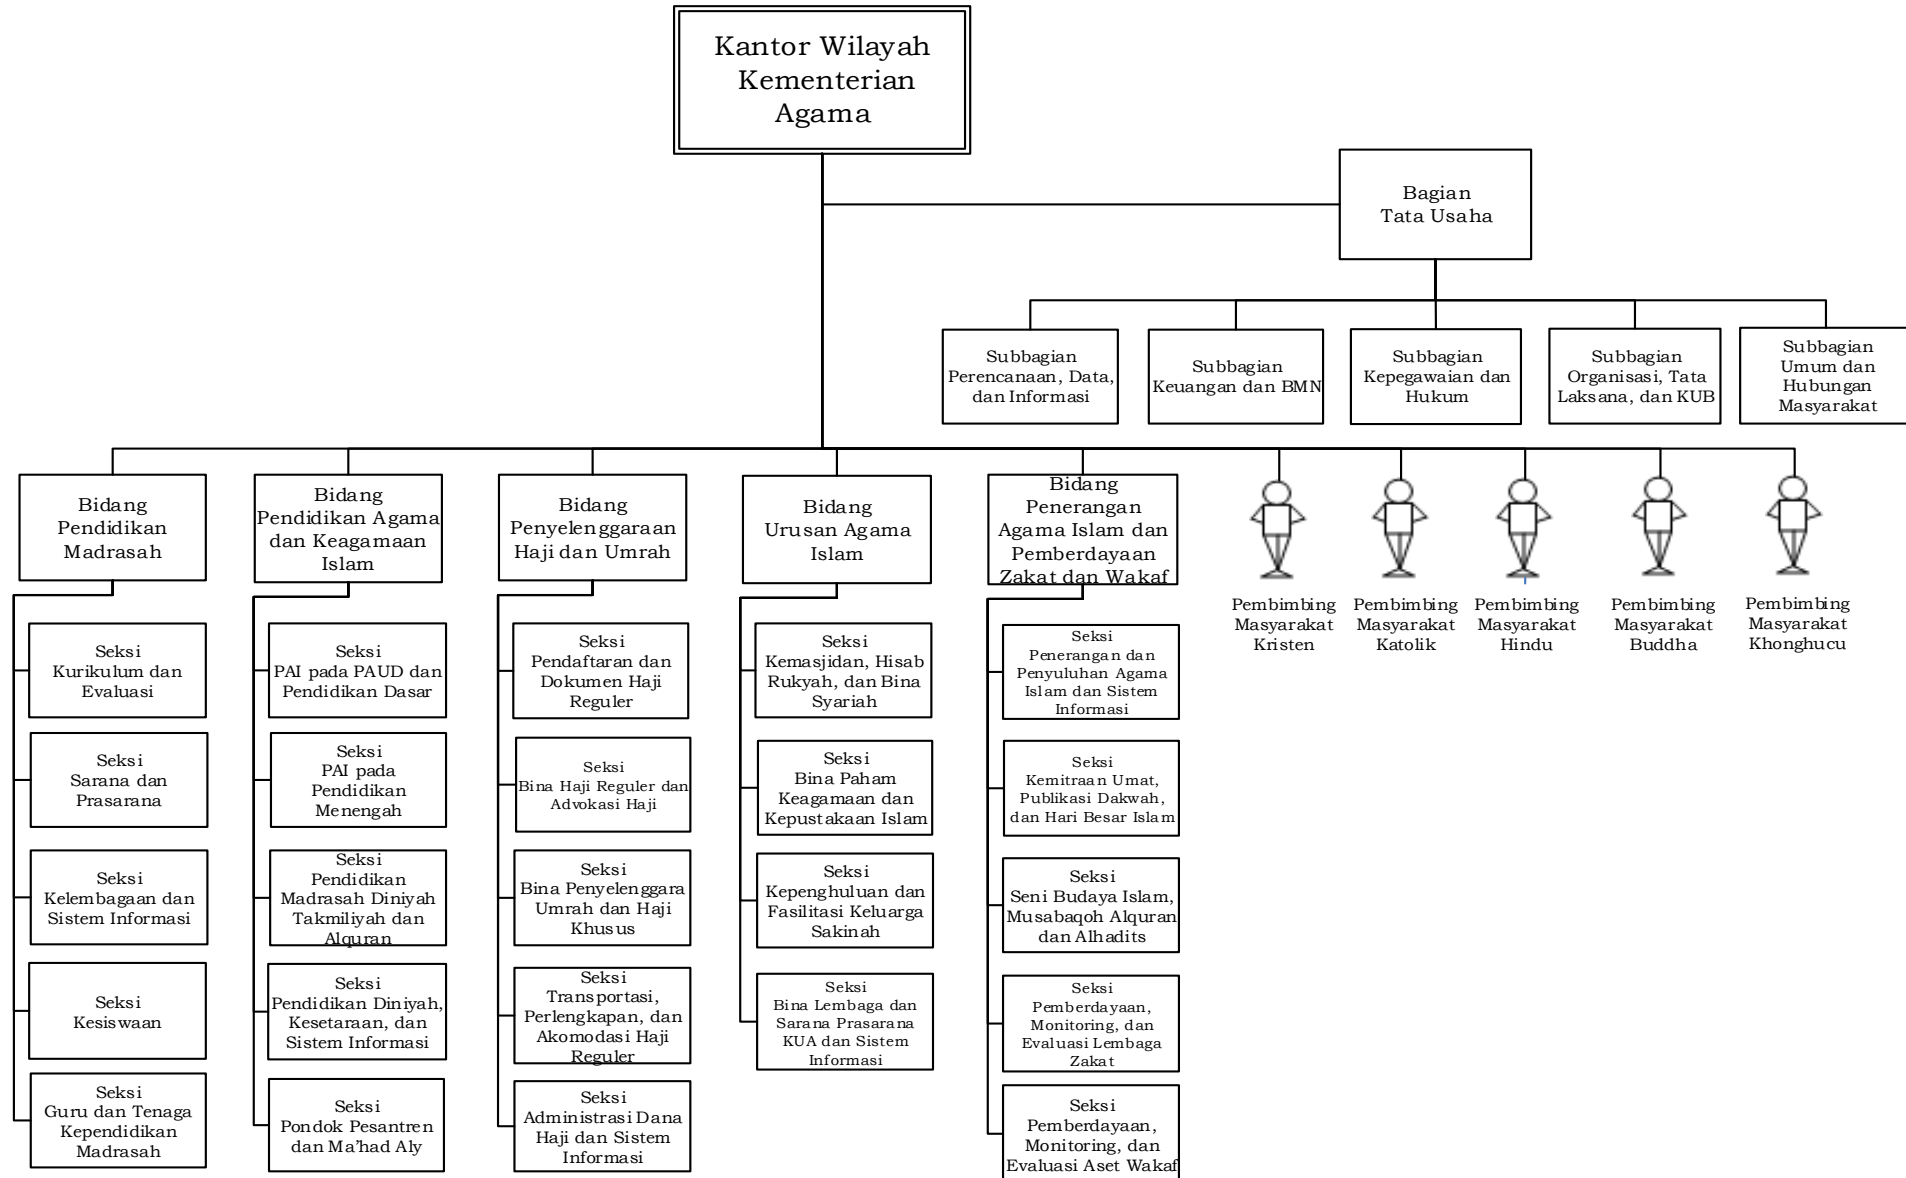 Kantor Wilayah
Kementerian
Agama
Bagian
Tata Usaha
Subbagian
Perencanaan, Data,
dan Informasi
Subbagian
Keuangan dan BMN
Subbagian
Kepegawaian dan
Hukum
Subbagian
Organisasi, Tata
Laksana, dan KUB
Subbagian
Umum dan
Hubungan
Masyarakat
Bidang
Pendidikan
Madrasah
Bidang
Pendidikan Agama
dan Keagamaan
Islam
Bidang
Penyelenggaraan
Haji dan Umrah
Bidang
Urusan Agama
Islam
Bidang
Penerangan
Agama Islam dan
Pemberdayaan
Zakat dan Wakaf
Pembimbing
Masyarakat
Kristen
Pembimbing
Masyarakat
Katolik
Pembimbing
Masyarakat
Hindu
Pembimbing
Masyarakat
Buddha
Pembimbing
Masyarakat
Khonghucu
Seksi
Kurikulum dan
Evaluasi
Seksi
Sarana dan
Prasarana
Seksi
Kelembagaan dan
Sistem Informasi
Seksi
Kesiswaan
Seksi
Guru dan Tenaga
Kependidikan
Madrasah
Seksi
PAI pada PAUD dan
Pendidikan Dasar
Seksi
PAI pada
Pendidikan
Menengah
Seksi
Pendidikan
Madrasah Diniyah
Takmiliyah dan
Alquran
Seksi
Pendidikan Diniyah,
Kesetaraan, dan
Sistem Informasi
Seksi
Pondok Pesantren
dan Ma'had Aly
Seksi
Pendaftaran dan
Dokumen Haji
Reguler
Seksi
Bina Haji Reguler dan
Advokasi Haji
Seksi
Bina Penyelenggara
Umrah dan Haji
Khusus
Seksi
Transportasi,
Perlengkapan, dan
Akomodasi Haji
Reguler
Seksi
Administrasi Dana
Haji dan Sistem
Informasi
Seksi
Kemasjidan, Hisab
Rukyah, dan Bina
Syariah
Seksi
Bina Paham
Keagamaan dan
Kepustakaan Islam
Seksi
Kepenghuluan dan
Fasilitasi Keluarga
Sakinah
Seksi
Bina Lembaga dan
Sarana Prasarana
KUA dan Sistem
Informasi
Seksi
Penerangan dan
Penyuluhan Agama
Islam dan Sistem
Informasi
Seksi
Kemitraan Umat,
Publikasi Dakwah,
dan Hari Besar Islam
Seksi
Seni Budaya Islam,
Musabaqoh Alquran
dan Alhadits
Seksi
Pemberdayaan,
Monitoring, dan
Evaluasi Lembaga
Zakat
Seksi
Pemberdayaan,
Monitoring, dan
Evaluasi Aset Wakaf